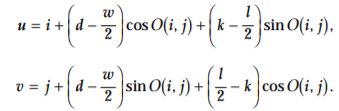 u = i + (d − w/2) cos O(i, j) + (k − l/2) sin O(i, j),
v = j + (d − w/2) sin O(i, j) + (l/2 − k) cos O(i, j).